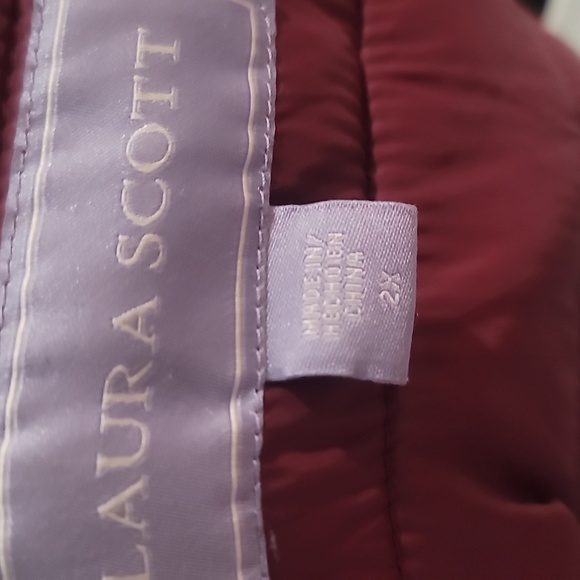 LAURA SCOTT
MADE IN/
HECHO EN
CHINA
2X